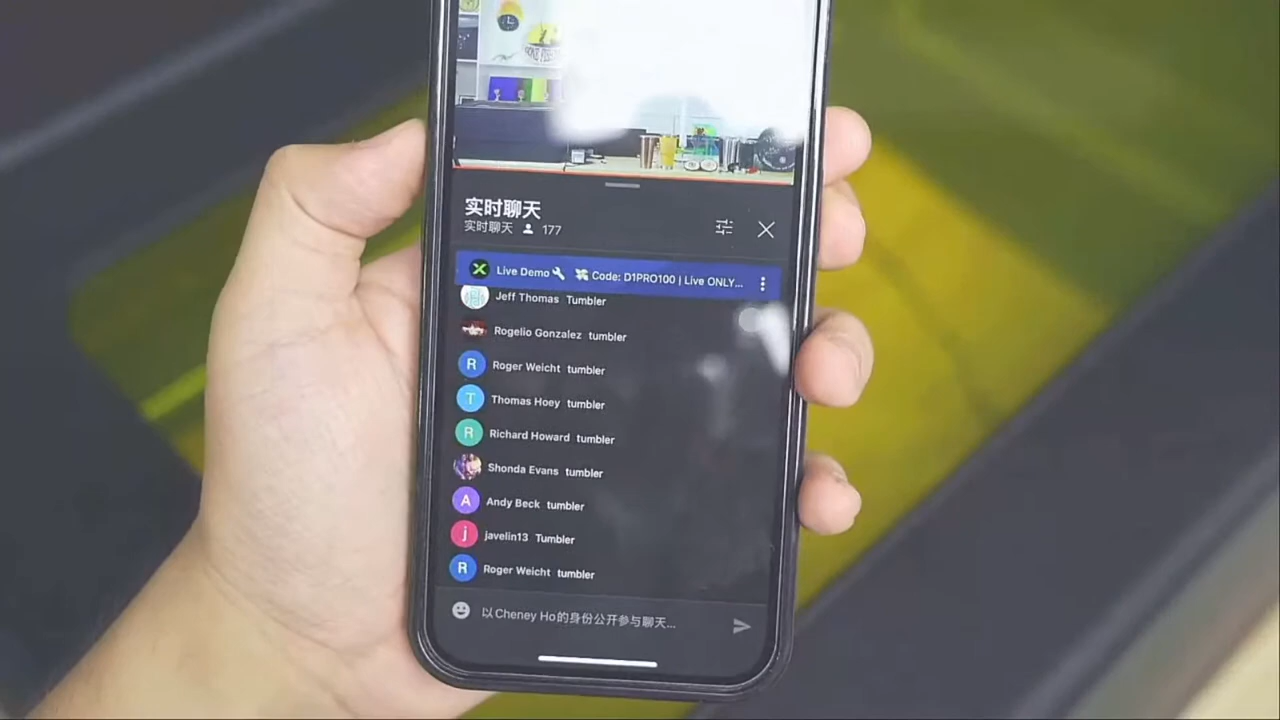 实时聊天
实时聊天 177
Live Demo Code: D1PRO100 | Live ONLY...
Jeff Thomas Tumbler
Rogelio Gonzalez tumbler
R Roger Weicht tumbler
T Thomas Hoey tumbler
R Richard Howard tumbler
Shonda Evans tumbler
A Andy Beck tumbler
j javelin13 Tumbler
R Roger Weicht tumbler
以Cheney Ho的身份公开参与聊天...